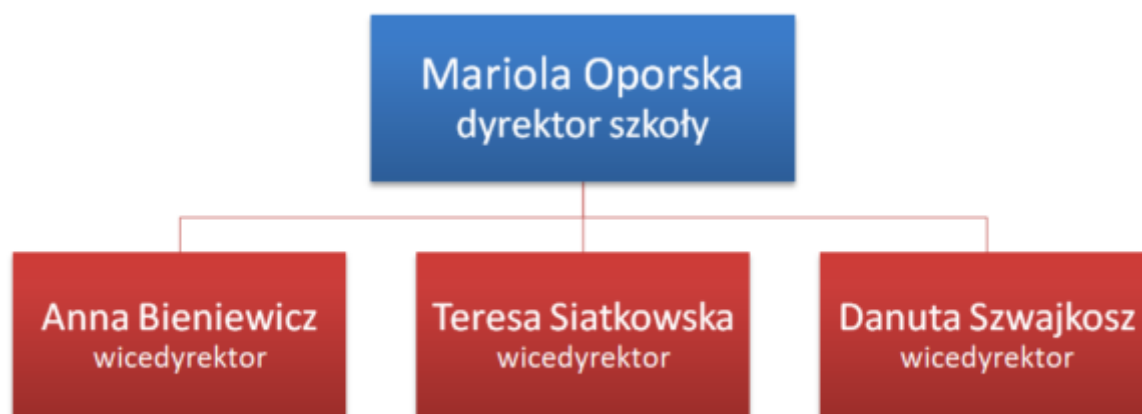 Mariola Oporska
dyrektor szkoły
Anna Bieniewicz
wicedyrektor
Teresa Siatkowska
wicedyrektor
Danuta Szwajkosz
wicedyrektor